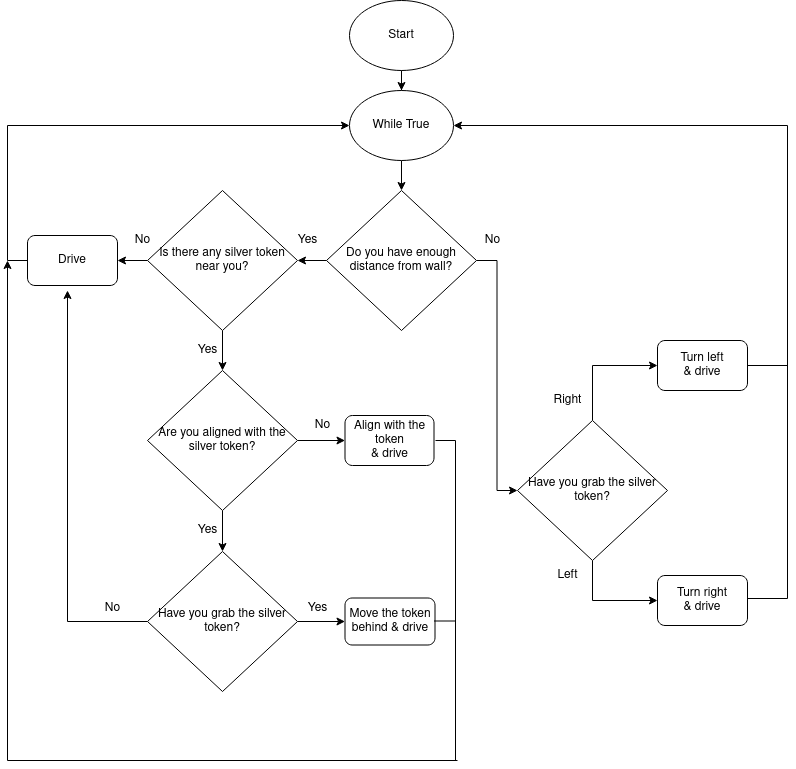 Start
While True
No
Is there any silver token
near you?
Yes
Do you have enough
distance from wall?
No
Drive
Yes
Turn left
& drive
Right
Are you aligned with the
silver token?
No
Align with the
token
& drive
Have you grab the silver
token?
Yes
Left
Turn right
& drive
No
Have you grab the silver
token?
Yes
Move the token
behind & drive